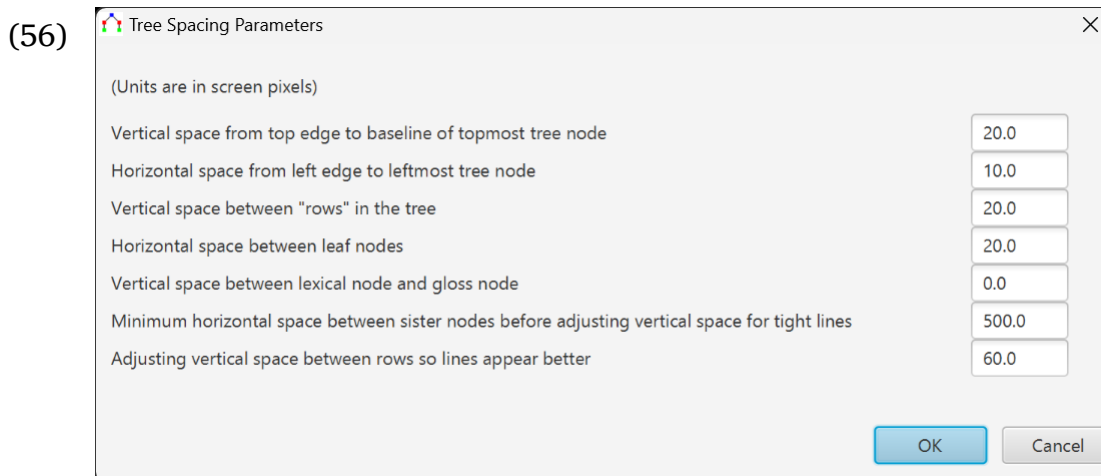 (56)
Tree Spacing Parameters
(Units are in screen pixels)
Vertical space from top edge to baseline of topmost tree node 20.0
Horizontal space from left edge to leftmost tree node 10.0
Vertical space between "rows" in the tree 20.0
Horizontal space between leaf nodes 20.0
Vertical space between lexical node and gloss node 0.0
Minimum horizontal space between sister nodes before adjusting vertical space for tight lines 500.0
Adjusting vertical space between rows so lines appear better 60.0
OK Cancel